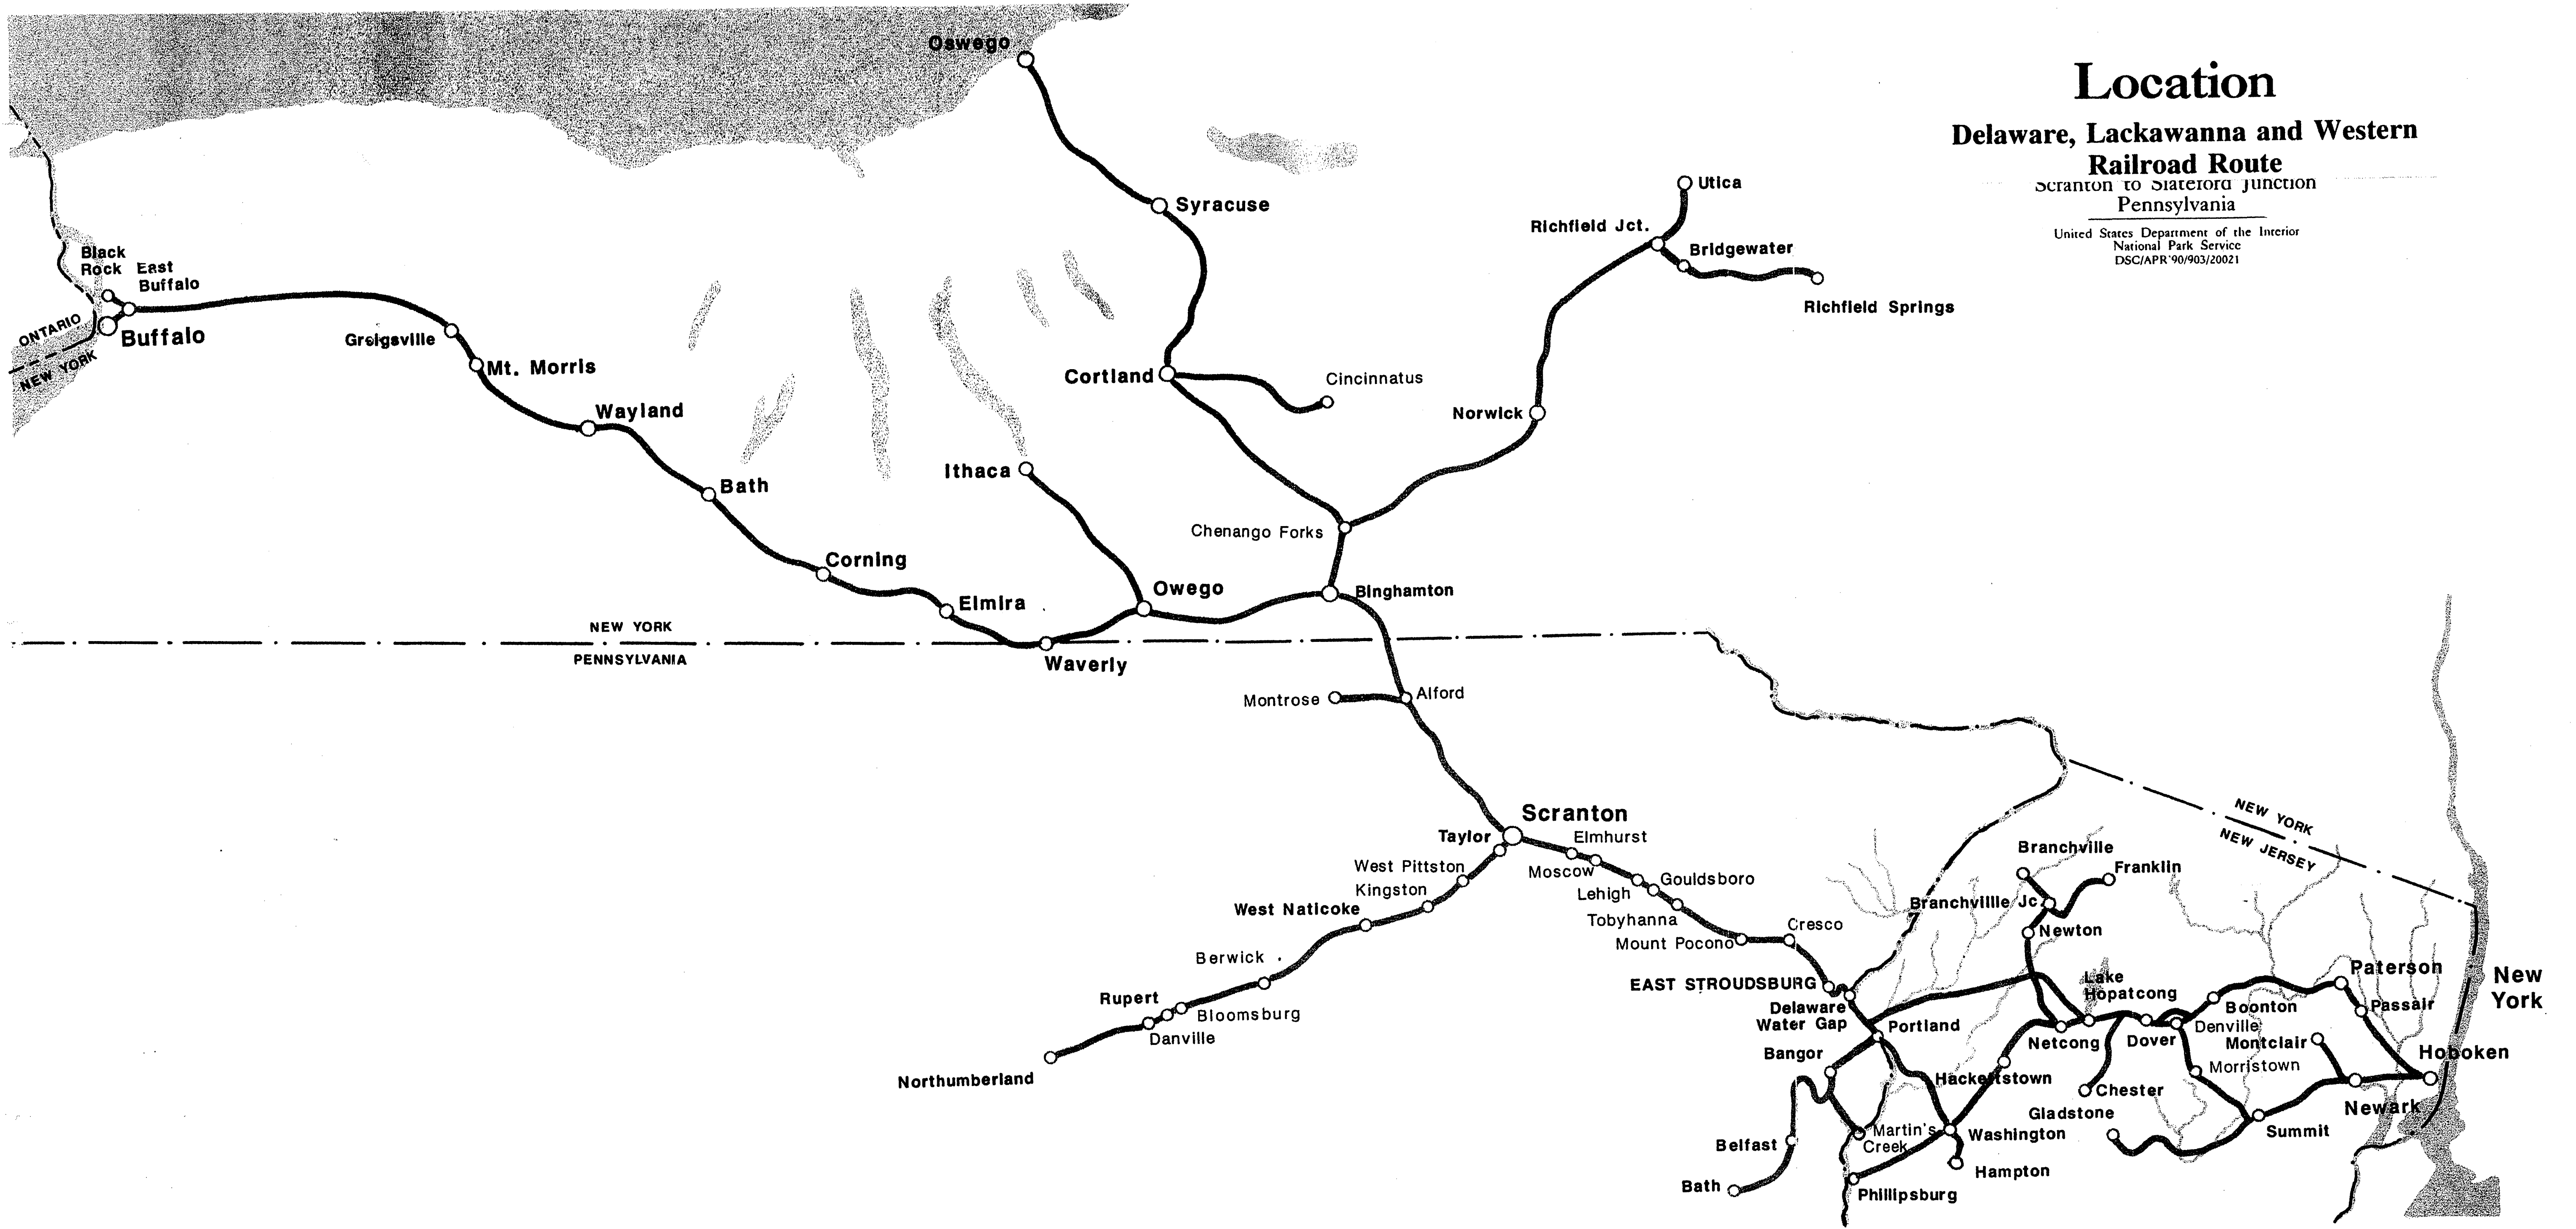 Location
Delaware, Lackawanna and Western
Railroad Route
Scranton to Slateford Junction
Pennsylvania
United States Department of the Interior
National Park Service
DSC/APR'90/903/20021
Oswego
Syracuse
Utica
Richfield Jct.
Bridgewater
Richfield Springs
Black
Rock
East
Buffalo
Buffalo
ONTARIO
NEW YORK
Greigsville
Mt. Morris
Wayland
Cortland
Cincinnatus
Norwick
Ithaca
Bath
Chenango Forks
Corning
Elmira
Owego
Binghamton
NEW YORK
PENNSYLVANIA
Waverly
Montrose
Alford
Scranton
Taylor
Elmhurst
West Pittston
Moscow
Kingston
Gouldsboro
Lehigh
West Naticoke
Tobyhanna
Mount Pocono
Cresco
Berwick
EAST STROUDSBURG
Rupert
Bloomsburg
Danville
Northumberland
Delaware
Water Gap
Portland
Bangor
NEW YORK
NEW JERSEY
Branchville
Franklin
Branchvillle Jc.
Newton
Lake
Hopatcong
Paterson
New
York
Boonton
Passair
Netcong
Dover
Denville
Montclair
Hoboken
Hackettstown
Morristown
Chester
Gladstone
Newark
Martin's
Creek
Washington
Summit
Belfast
Hampton
Bath
Phillipsburg